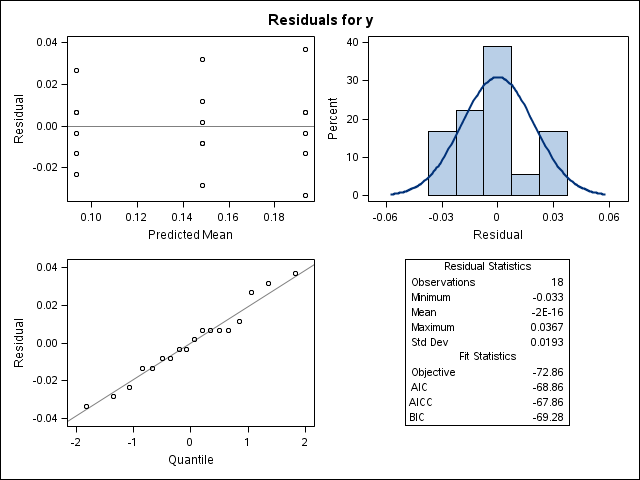 Residuals for y
0.04
0.02
0.00
-0.02
Residual
0.10 0.12 0.14 0.16 0.18
Predicted Mean
40
30
20
10
0
Percent
-0.06 -0.03 0 0.03 0.06
Residual
0.04
0.02
0.00
-0.02
-0.04
Residual
-2 -1 0 1 2
Quantile
Residual Statistics
Observations 18
Minimum -0.033
Mean -2E-16
Maximum 0.0367
Std Dev 0.0193
Fit Statistics
Objective -72.86
AIC -68.86
AICC -67.86
BIC -69.28